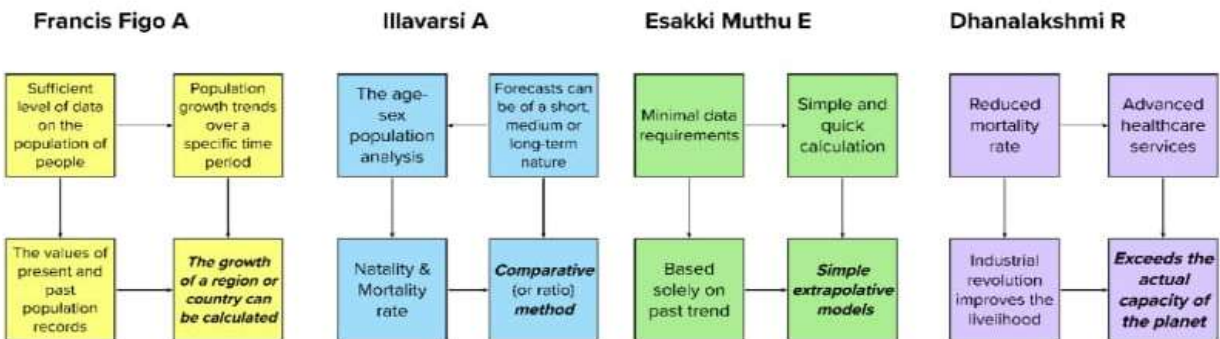 Francis Figo A
Illavarsi A
Esakki Muthu E
Dhanalakshmi R
Sufficient
level of data
on the
population of
people
Population
growth trends
over a
specific time
period
The values of
present and
past
population
records
The growth
of a region or
country can
be calculated
The age-
sex
population
analysis
Forecasts can
be of a short,
medium or
long-term
nature
Natality &
Mortality
rate
Comparative
(or ratio)
method
Minimal data
requirements
Simple and
quick
calculation
Based
solely on
past trend
Simple
extrapolative
models
Reduced
mortality
rate
Advanced
healthcare
services
Industrial
revolution
improves the
livelihood
Exceeds the
actual
capacity of
the planet